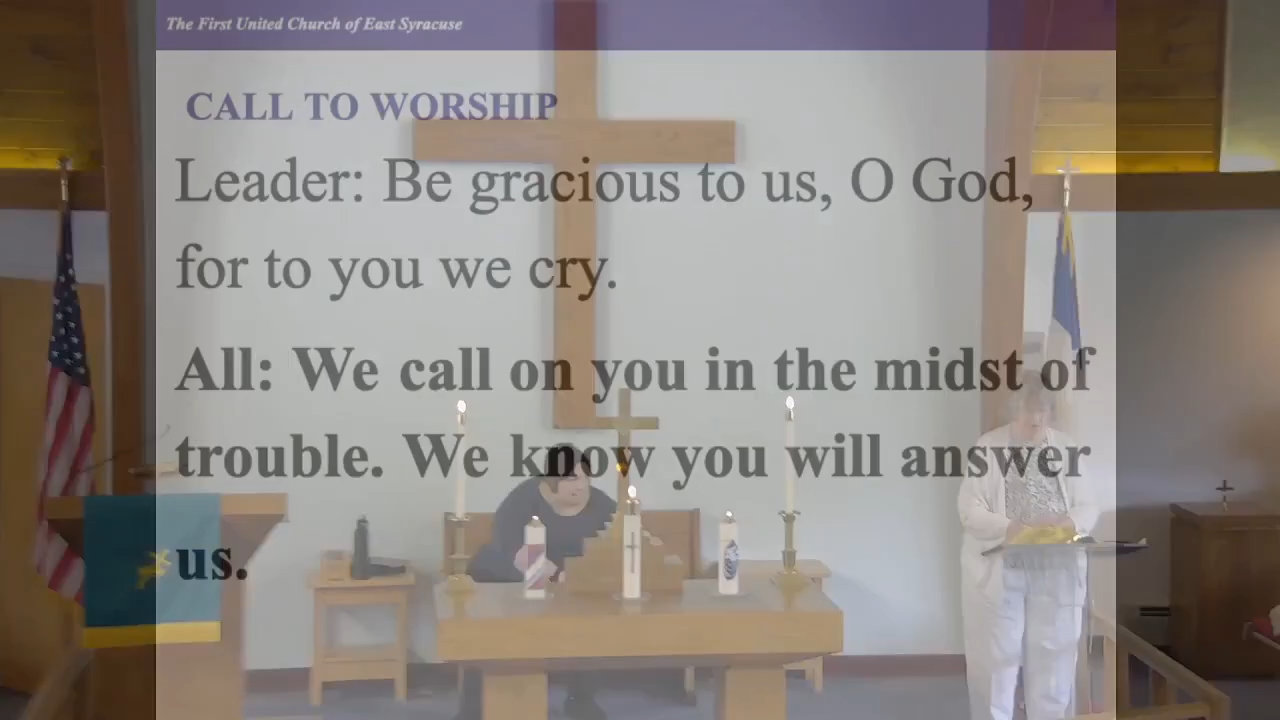 The First United Church of East Syracuse
CALL TO WORSHIP
Leader: Be gracious to us, O God,
for to you we cry.
All: We call on you in the midst of
trouble. We know you will answer
us.